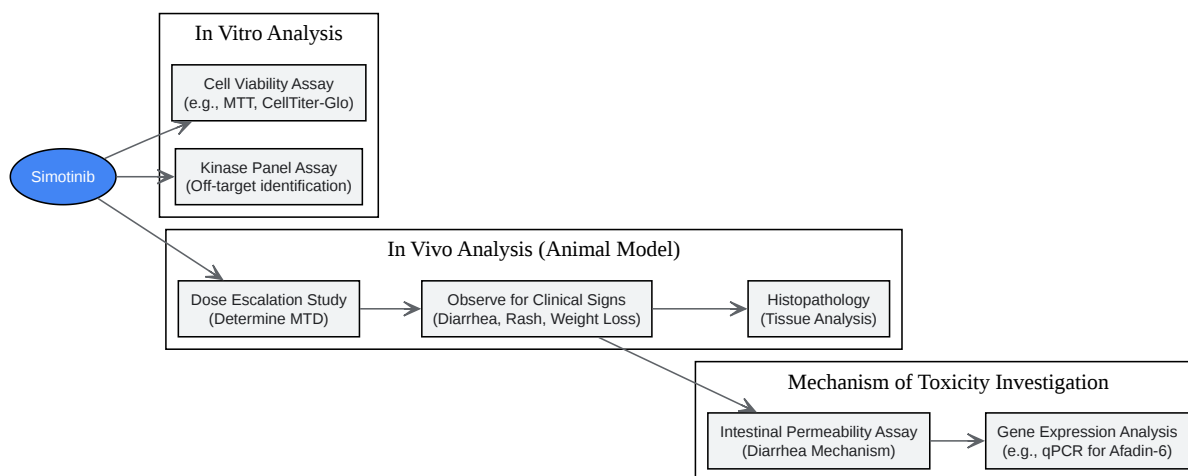 In Vitro Analysis
Cell Viability Assay
(e.g., MTT, CellTiter-Glo)
Simotinib
Kinase Panel Assay
(Off-target identification)
In Vivo Analysis (Animal Model)
Dose Escalation Study
(Determine MTD)
Observe for Clinical Signs
(Diarrhea, Rash, Weight Loss)
Histopathology
(Tissue Analysis)
Mechanism of Toxicity Investigation
Intestinal Permeability Assay
(Diarrhea Mechanism)
Gene Expression Analysis
(e.g., qPCR for Afadin-6)